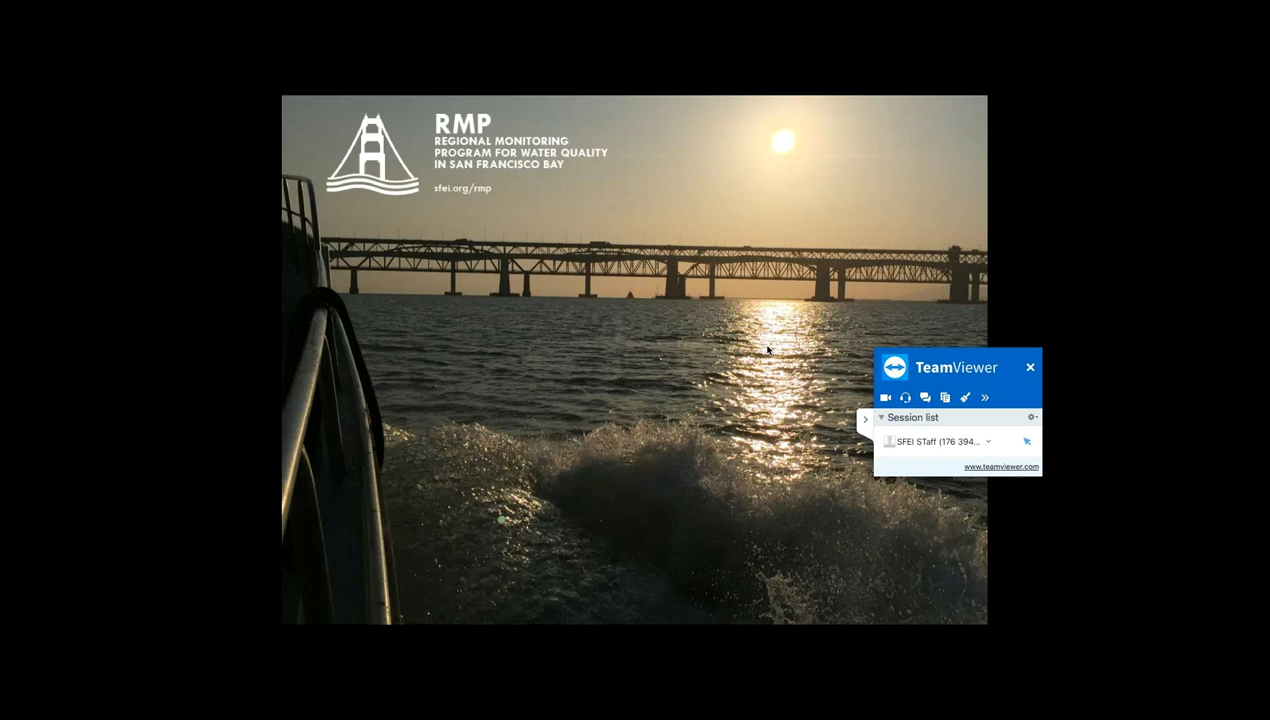 RMP
REGIONAL MONITORING
PROGRAM FOR WATER QUALITY
IN SAN FRANCISCO BAY
sfei.org/rmp
TeamViewer
Session list
SFEI STaff (176 394...
www.teamviewer.com